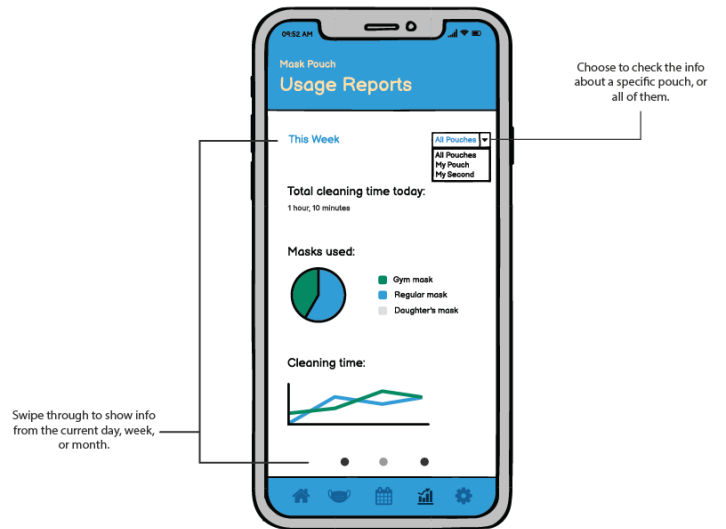 09:52 AM
Mask Pouch
Usage Reports
Choose to check the info
about a specific pouch, or
all of them.
This Week
All Pouches
All Pouches
My Pouch
My Second
Total cleaning time today:
1 hour, 10 minutes
Masks used:
Gym mask
Regular mask
Daughter's mask
Cleaning time:
Swipe through to show info
from the current day, week,
or month.